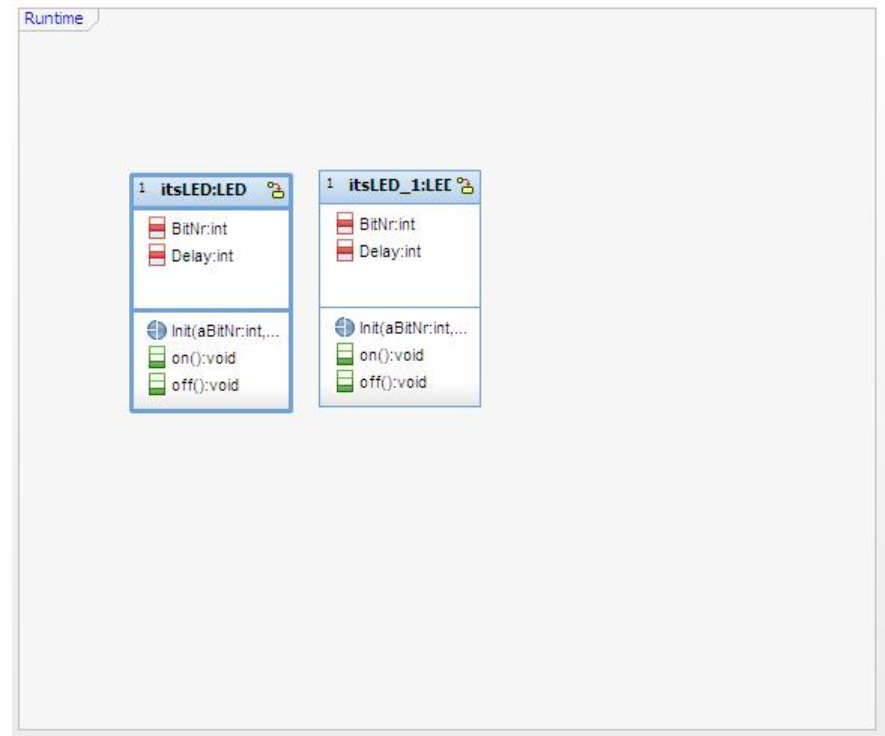 Runtime
1 itsLED:LED
BitNr:int
Delay:int
Init(aBitNr:int,...
on():void
off():void
1 itsLED_1:LED
BitNr:int
Delay:int
Init(aBitNr:int,...
on():void
off():void